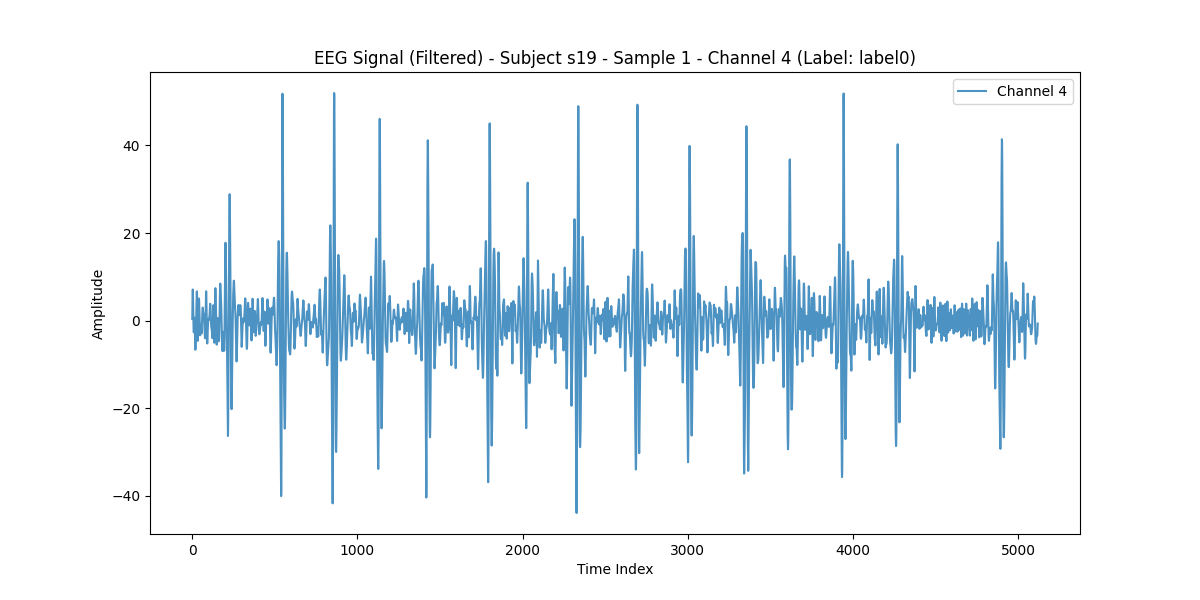 EEG Signal (Filtered) - Subject s19 - Sample 1 - Channel 4 (Label: label0)
Channel 4
Amplitude
40
20
0
−20
−40
0 1000 2000 3000 4000 5000
Time Index